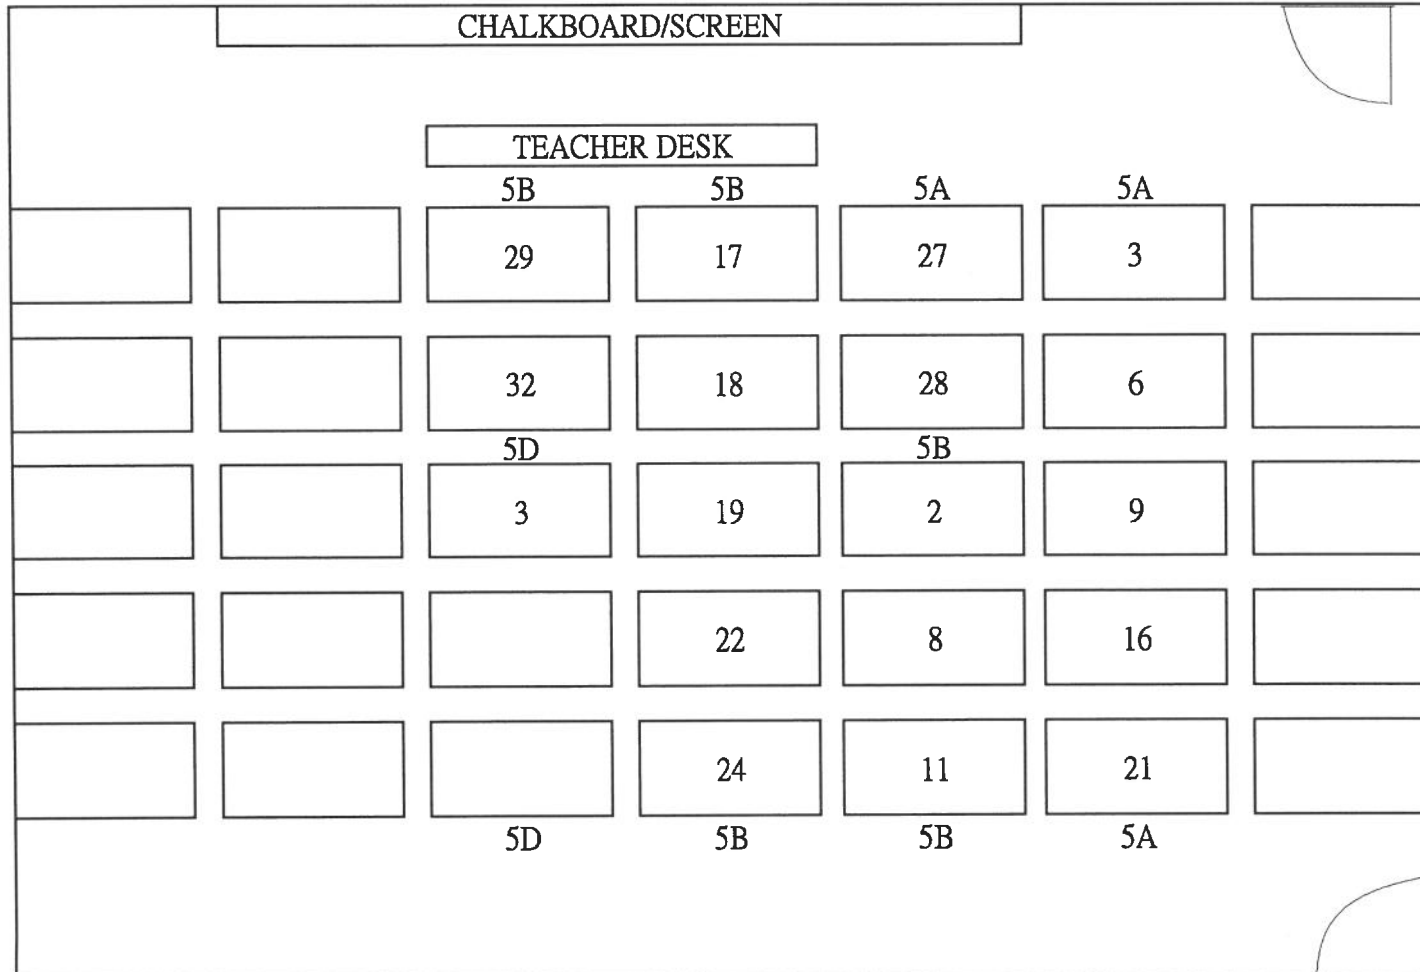 CHALKBOARD/SCREEN
TEACHER DESK
5B 5B 5A 5A
29 17 27 3
32 18 28 6
5D 5B
3 19 2 9
22 8 16
24 11 21
5D 5B 5B 5A